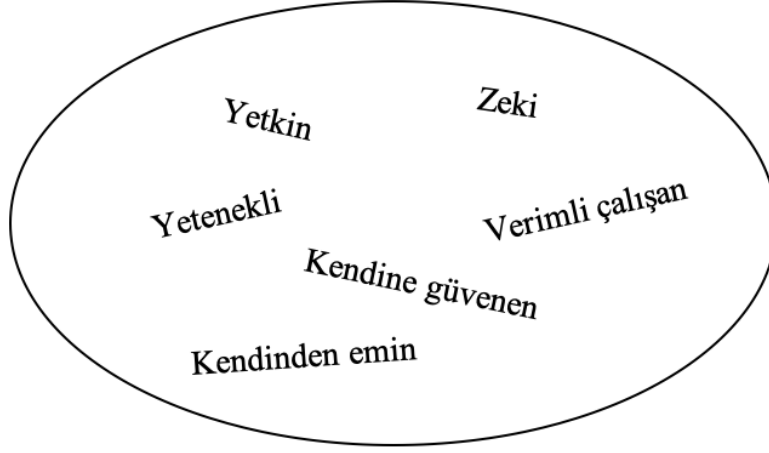 Yetkin
Zeki
Yetenekli
Verimli çalışan
Kendine güvenen
Kendinden emin